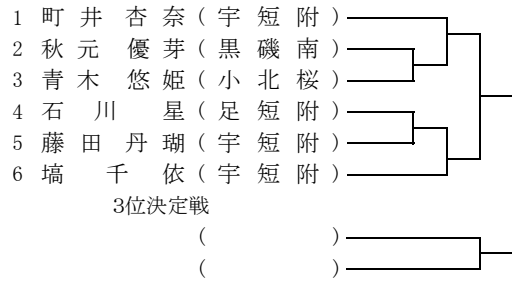 1 町井 杏奈(宇短附)
2 秋元 優芽(黒磯南)
3 青木 悠姫(小北桜)
4 石川 星(足短附)
5 藤田 丹瑚(宇短附)
6 塙 千依(宇短附)
3位決定戦
( )
( )